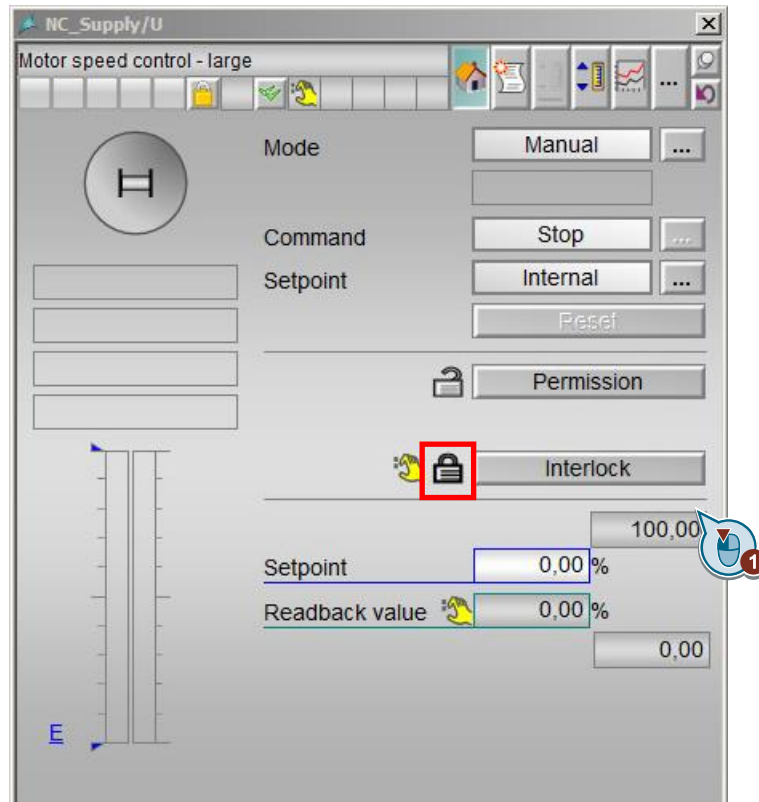 NC_Supply/U
Motor speed control - large
...
Mode
Manual
...
Command
Stop
...
Setpoint
Internal
...
Reset
Permission
Interlock
100,00
1
Setpoint
0,00 %
Readback value
0,00 %
0,00
E